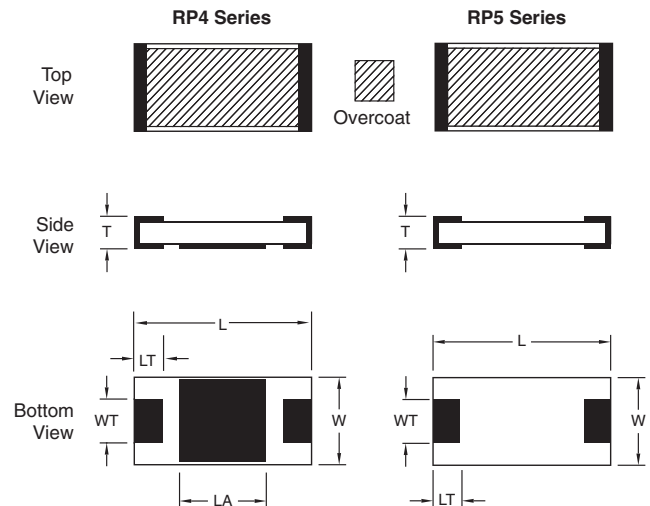 RP4 Series
RP5 Series
Top
View
Overcoat
Side
View
T
T
L
LT
L
Bottom
View
WT
W
WT
W
LA
LT